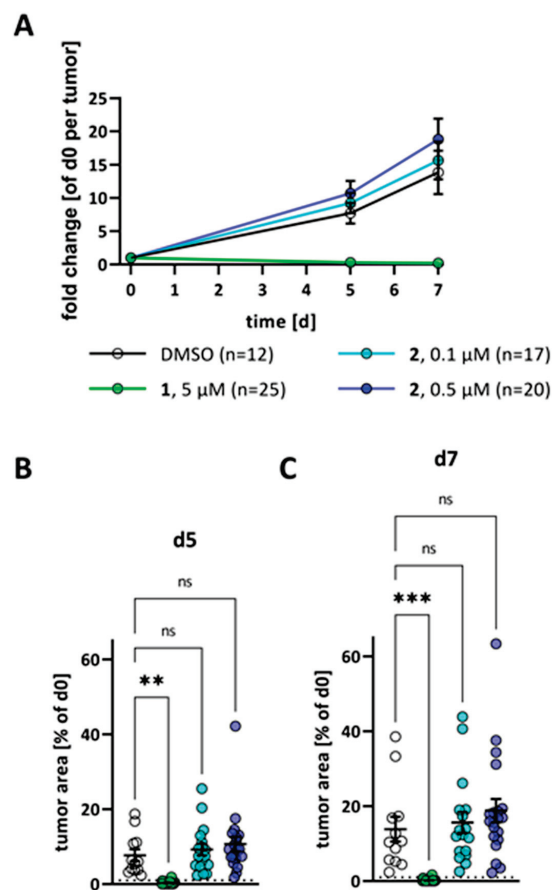 A
fold change [of d0 per tumor]
25
20
15
10
5
0
0 1 2 3 4 5 6 7
time [d]
DMSO (n=12)
2, 0.1 µM (n=17)
1, 5 µM (n=25)
2, 0.5 µM (n=20)
B
d5
ns
ns
**
tumor area [% of d0]
60
40
20
0
C
d7
ns
ns
***
tumor area [% of d0]
60
40
20
0